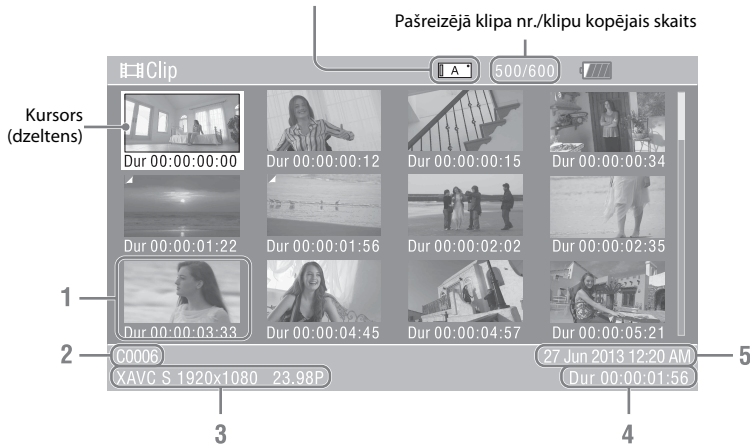 Pašreizējā klipa nr./klipu kopējais skaits
Clip
A
500/600
Kursors
(dzeltens)
Dur 00:00:00:00
Dur 00:00:00:12
Dur 00:00:00:15
Dur 00:00:00:34
Dur 00:00:01:22
Dur 00:00:01:56
Dur 00:00:02:02
Dur 00:00:02:35
1
Dur 00:00:03:33
Dur 00:00:04:45
Dur 00:00:04:57
Dur 00:00:05:21
2
C0006
27 Jun 2013 12:20 AM
5
XAVC S 1920x1080 23.98P
Dur 00:00:01:56
3
4